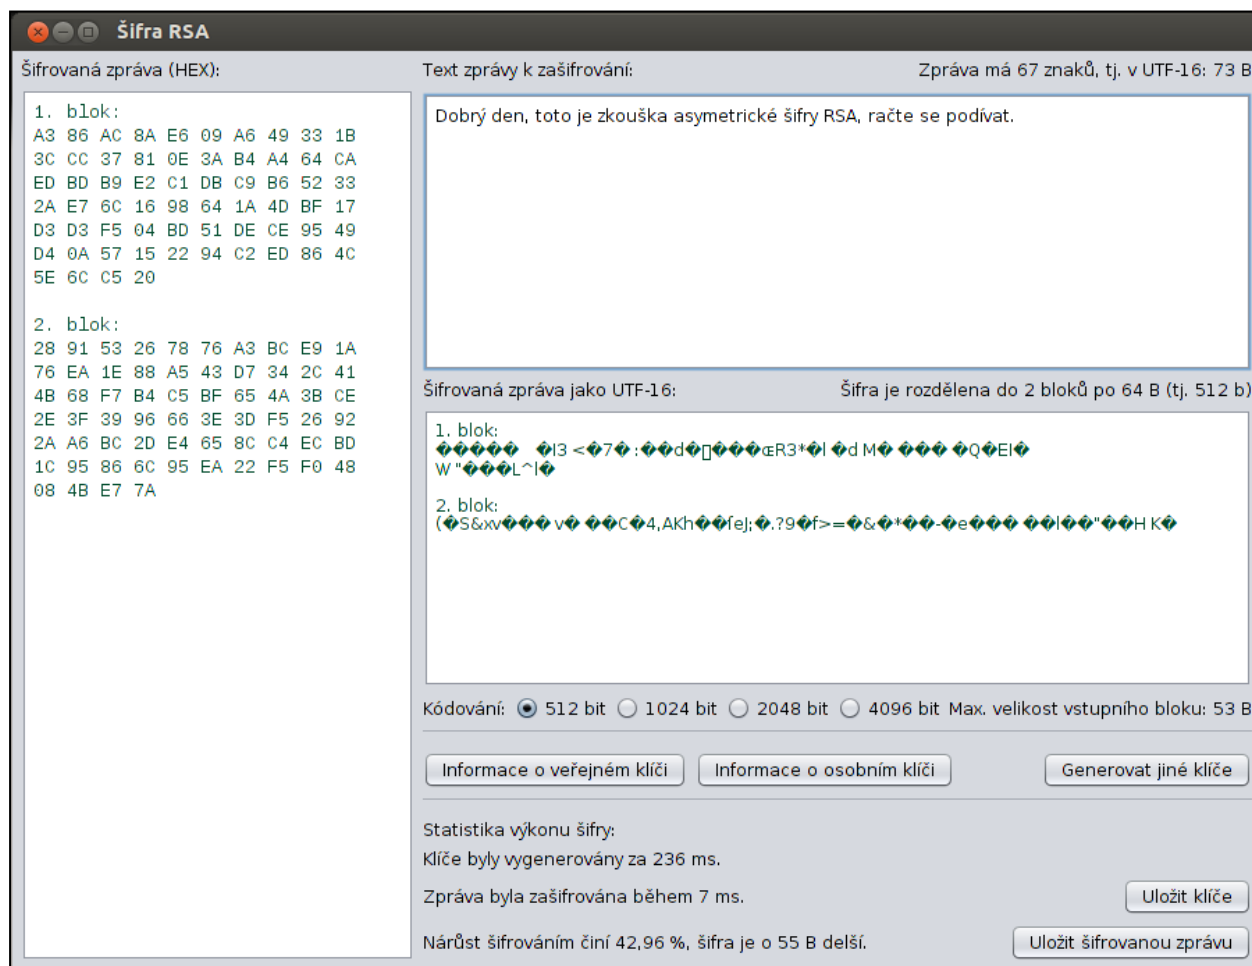 Šifra RSA
Šifrovaná zpráva (HEX):
1. blok:
A3 86 AC 8A E6 09 A6 49 33 1B
3C CC 37 81 0E 3A B4 A4 64 CA
ED BD B9 E2 C1 DB C9 B6 52 33
2A E7 6C 16 98 64 1A 4D BF 17
D3 D3 F5 04 BD 51 DE CE 95 49
D4 0A 57 15 22 94 C2 ED 86 4C
5E 6C C5 20
2. blok:
28 91 53 26 78 76 A3 BC E9 1A
76 EA 1E 88 A5 43 D7 34 2C 41
4B 68 F7 B4 C5 BF 65 4A 3B CE
2E 3F 39 96 66 3E 3D F5 26 92
2A A6 BC 2D E4 65 8C C4 EC BD
1C 95 86 6C 95 EA 22 F5 F0 48
08 4B E7 7A
Text zprávy k zašifrování: Zpráva má 67 znaků, tj. v UTF-16: 73 B
Dobrý den, toto je zkouška asymetrické šifry RSA, račte se podívat.
Šifrovaná zpráva jako UTF-16: Šifra je rozdělena do 2 bloků po 64 B (tj. 512 b)
1. blok:
�����    �I3 <�7� :��d�▯���ɶR3*�l �d M� ��� �Q�EI�
W "���L^l�
2. blok:
(�S&xv��� v� ��C�4,AKh��ſeJ;�.?9�f>=�&�*��-�e��� ��l��"��H K�
Kódování: 512 bit 1024 bit 2048 bit 4096 bit Max. velikost vstupního bloku: 53 B
Informace o veřejném klíči Informace o osobním klíči Generovat jiné klíče
Statistika výkonu šifry:
Klíče byly vygenerovány za 236 ms.
Zpráva byla zašifrována během 7 ms. Uložit klíče
Nárůst šifrováním činí 42,96 %, šifra je o 55 B delší. Uložit šifrovanou zprávu